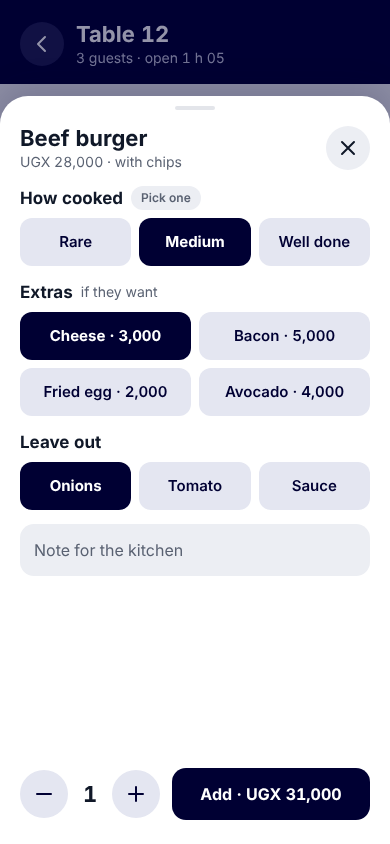 Table 12
3 guests · open 1 h 05
Beef burger
UGX 28,000 · with chips
How cooked Pick one
Rare Medium Well done
Extras if they want
Cheese · 3,000 Bacon · 5,000
Fried egg · 2,000 Avocado · 4,000
Leave out
Onions Tomato Sauce
Note for the kitchen
1 Add · UGX 31,000